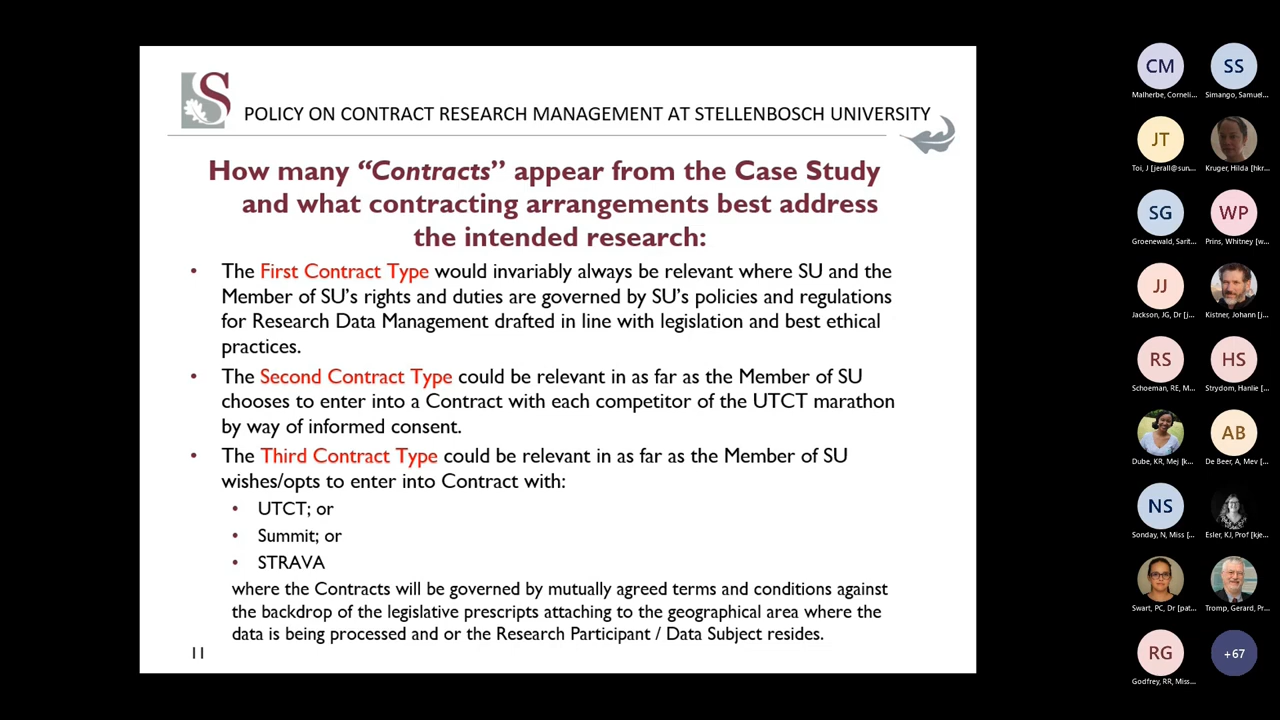 S
POLICY ON CONTRACT RESEARCH MANAGEMENT AT STELLENBOSCH UNIVERSITY
How many “Contracts” appear from the Case Study
and what contracting arrangements best address
the intended research:
• The First Contract Type would invariably always be relevant where SU and the
Member of SU’s rights and duties are governed by SU’s policies and regulations
for Research Data Management drafted in line with legislation and best ethical
practices.
• The Second Contract Type could be relevant in as far as the Member of SU
chooses to enter into a Contract with each competitor of the UTCT marathon
by way of informed consent.
• The Third Contract Type could be relevant in as far as the Member of SU
wishes/opts to enter into Contract with:
• UTCT; or
• Summit; or
• STRAVA
where the Contracts will be governed by mutually agreed terms and conditions against
the backdrop of the legislative prescripts attaching to the geographical area where the
data is being processed and or the Research Participant / Data Subject resides.
11
CM
Malherbe, Corneli...
SS
Simango, Samuel...
JT
Toi, J [jerall@sun...
Kruger, Hilda [hkr...
SG
Groenewald, Sarit...
WP
Prins, Whitney [w...
JJ
Jackson, JG, Dr [j...
Kistner, Johann [j...
RS
Schoeman, RE, M...
HS
Strydom, Hanlie [...
Dube, KR, Mej [k...
AB
De Beer, A, Mev [...
NS
Sonday, N, Miss [...
Esler, KJ, Prof [kje...
Swart, PC, Dr [pat...
Tromp, Gerard, Pr...
RG
Godfrey, RR, Miss...
+67